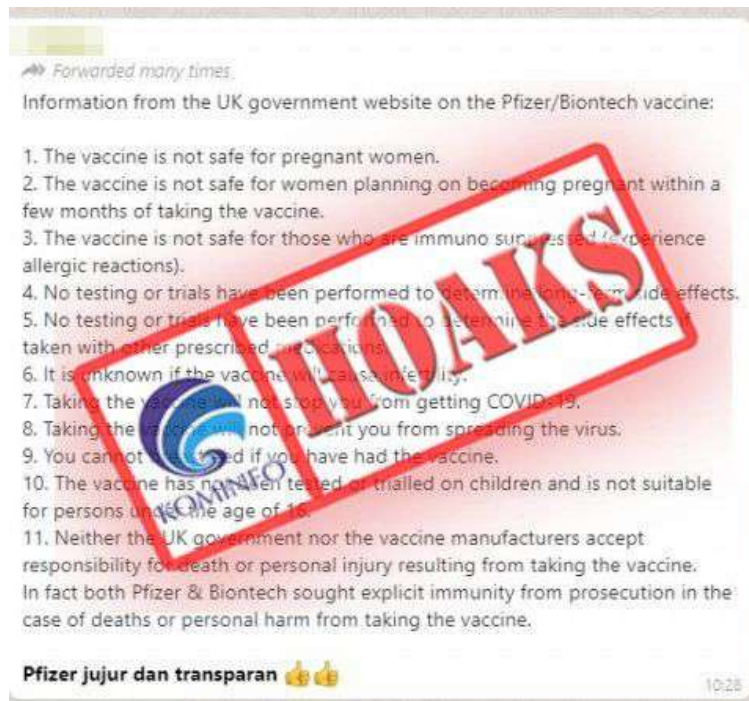 Forwarded many times
Information from the UK government website on the Pfizer/Biontech vaccine:
1. The vaccine is not safe for pregnant women.
2. The vaccine is not safe for women planning on becoming pregnant within a
few months of taking the vaccine.
3. The vaccine is not safe for those who are immuno suppressed (experience
allergic reactions).
4. No testing or trials have been performed to determine long-term side effects.
5. No testing or trials have been performed to determine the side effects if
taken with other prescribed medications
6. It is unknown if the vaccine will cause infertility.
7. Taking the vaccine will not stop you from getting COVID-19.
8. Taking the vaccine will not prevent you from spreading the virus.
9. You cannot if you have had the vaccine.
10. The vaccine has not been tested or trialled on children and is not suitable
for persons under the age of 16.
11. Neither the UK government nor the vaccine manufacturers accept
responsibility for death or personal injury resulting from taking the vaccine.
In fact both Pfizer & Biontech sought explicit immunity from prosecution in the
case of deaths or personal harm from taking the vaccine.
Pfizer jujur dan transparan 👍👍
10:28
HOAKS
KOMINFO